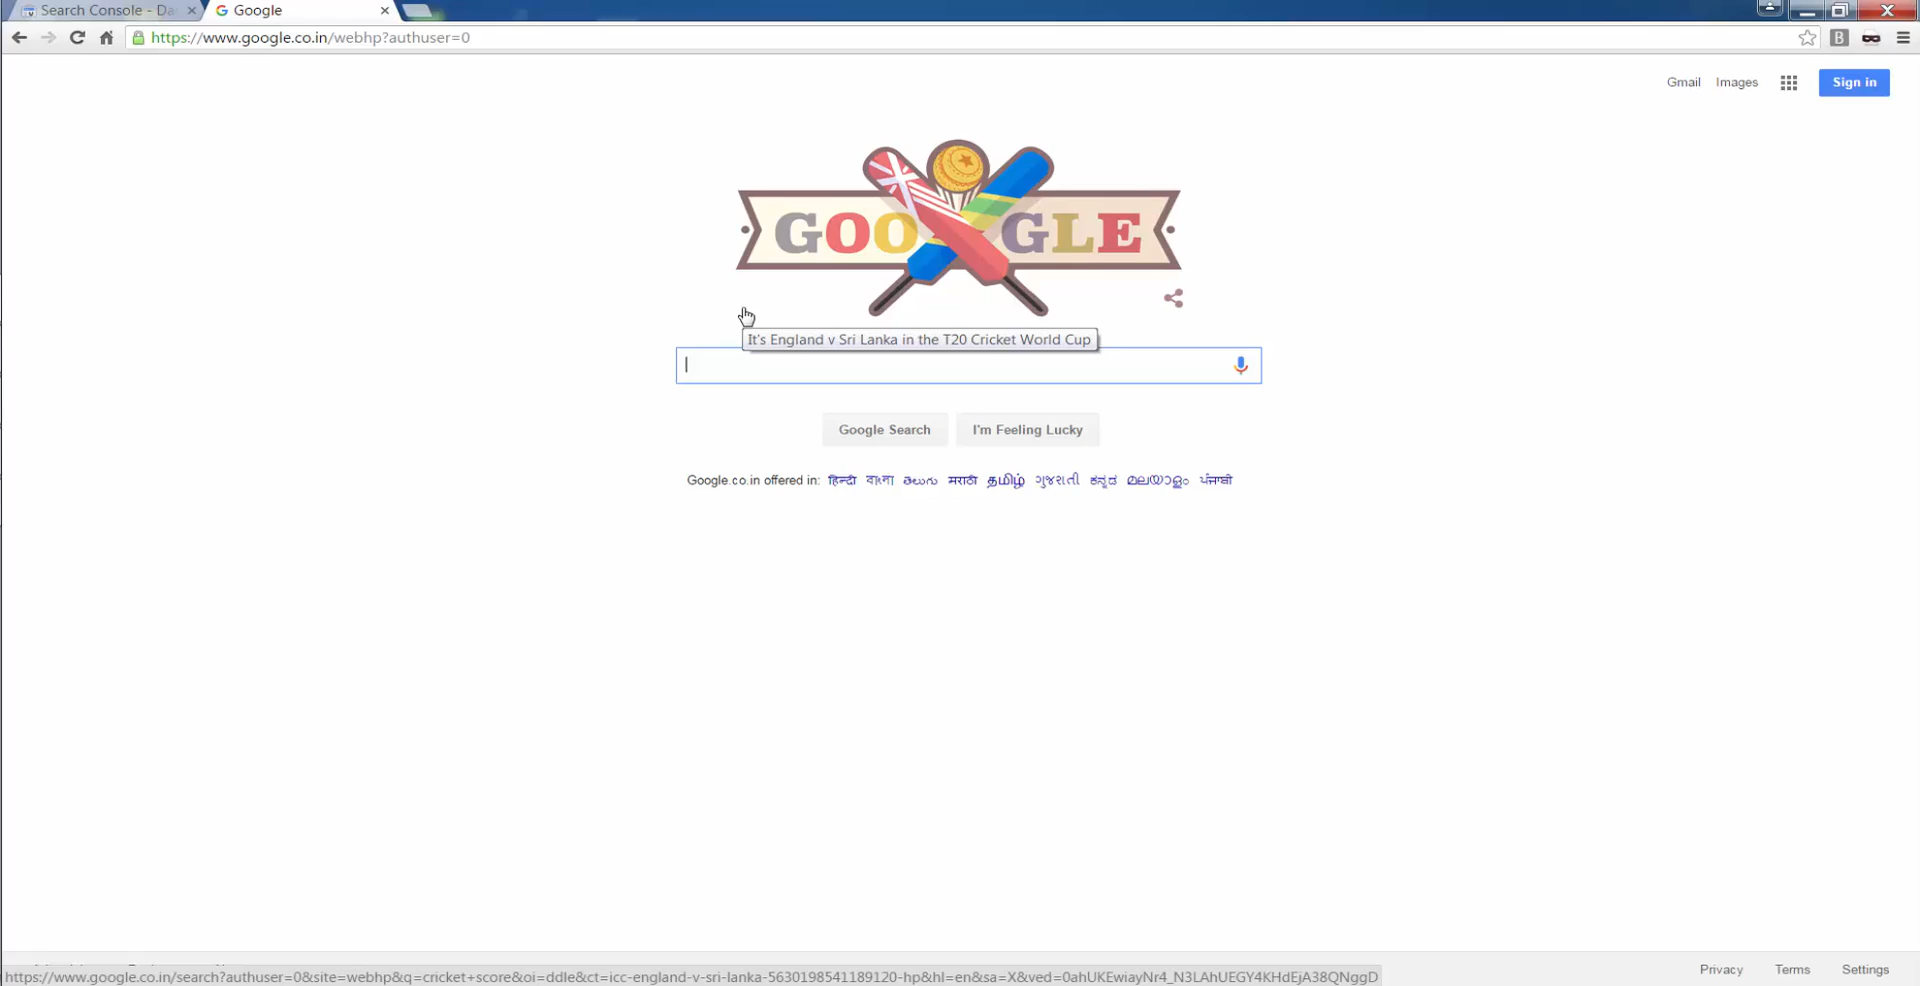 Search Console - Da
Google
https://www.google.co.in/webhp?authuser=0
B
Gmail Images
Sign in
GOOGLE
It's England v Sri Lanka in the T20 Cricket World Cup
Google Search I'm Feeling Lucky
Google.co.in offered in: हिन्दी বাংলা తెలుగు मराठी தமிழ் ગુજરાતી ಕನ್ನಡ മലയാളം ਪੰਜਾਬੀ
https://www.google.co.in/search?authuser=0&site=webhp&q=cricket+score&oi=ddle&ct=icc-england-v-sri-lanka-5630198541189120-hp&hl=en&sa=X&ved=0ahUKEwiayNr4_N3LAhUEGY4KHdEjA38QNggD
Privacy Terms Settings